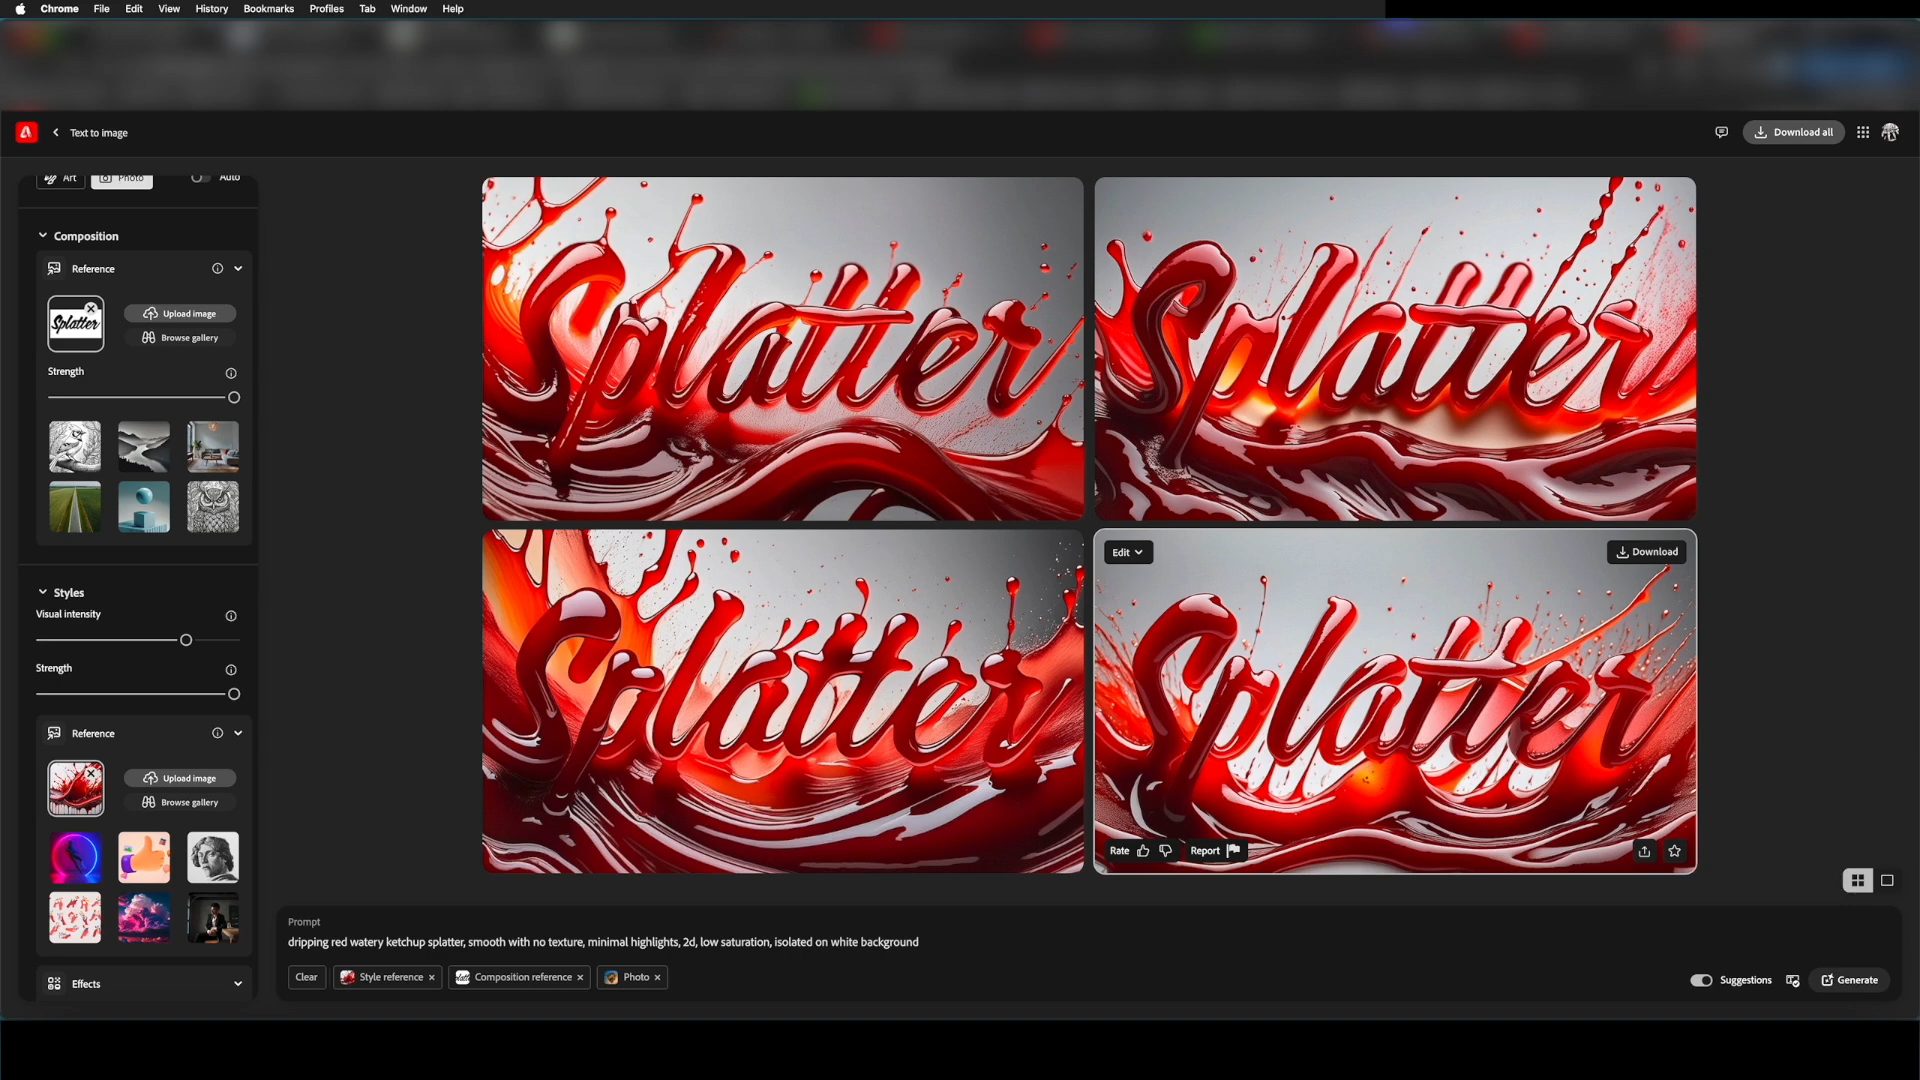 Chrome File Edit View History Bookmarks Profiles Tab Window Help
Text to image
Download all
Art Photo Auto
Composition
Reference
Splatter
Upload image
Browse gallery
Strength
Styles
Visual intensity
Strength
Reference
Upload image
Browse gallery
Effects
Splatter
Splatter
Splatter
Edit
Download
Splatter
Rate
Report
Prompt
dripping red watery ketchup splatter, smooth with no texture, minimal highlights, 2d, low saturation, isolated on white background
Clear Style reference Composition reference Photo
Suggestions
Generate